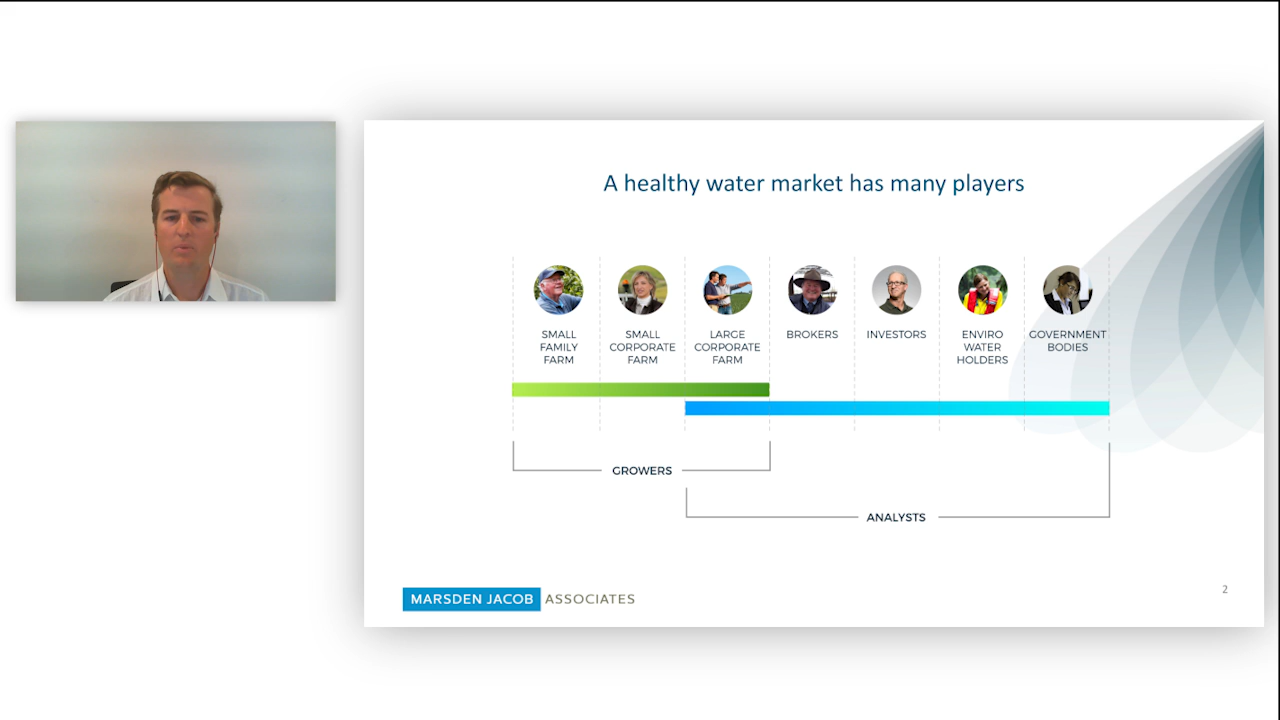 A healthy water market has many players
SMALL
FAMILY
FARM
SMALL
CORPORATE
FARM
LARGE
CORPORATE
FARM
BROKERS
INVESTORS
ENVIRO
WATER
HOLDERS
GOVERNMENT
BODIES
GROWERS
ANALYSTS
MARSDEN JACOB ASSOCIATES
2